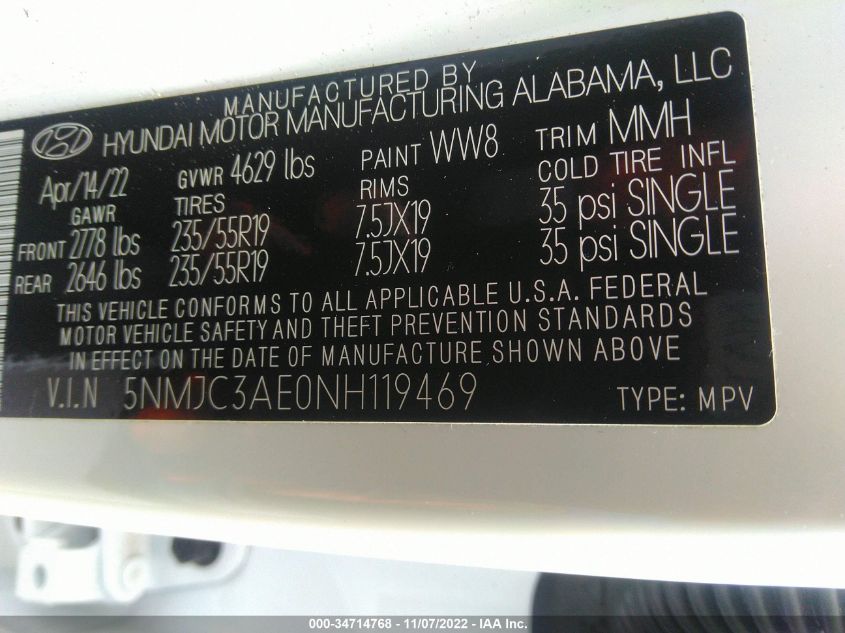 MANUFACTURED BY
HYUNDAI MOTOR MANUFACTURING ALABAMA, LLC
Apr/14/22 GVWR 4629 lbs PAINT WW8 TRIM MMH
GAWR TIRES RIMS COLD TIRE INFL
FRONT 2778 lbs 235/55R19 7.5JX19 35 psi SINGLE
REAR 2646 lbs 235/55R19 7.5JX19 35 psi SINGLE
THIS VEHICLE CONFORMS TO ALL APPLICABLE U.S.A. FEDERAL
MOTOR VEHICLE SAFETY AND THEFT PREVENTION STANDARDS
IN EFFECT ON THE DATE OF MANUFACTURE SHOWN ABOVE
V.I.N 5NMJC3AE0NH119469 TYPE: MPV
000-34714768 - 11/07/2022 - IAA Inc.